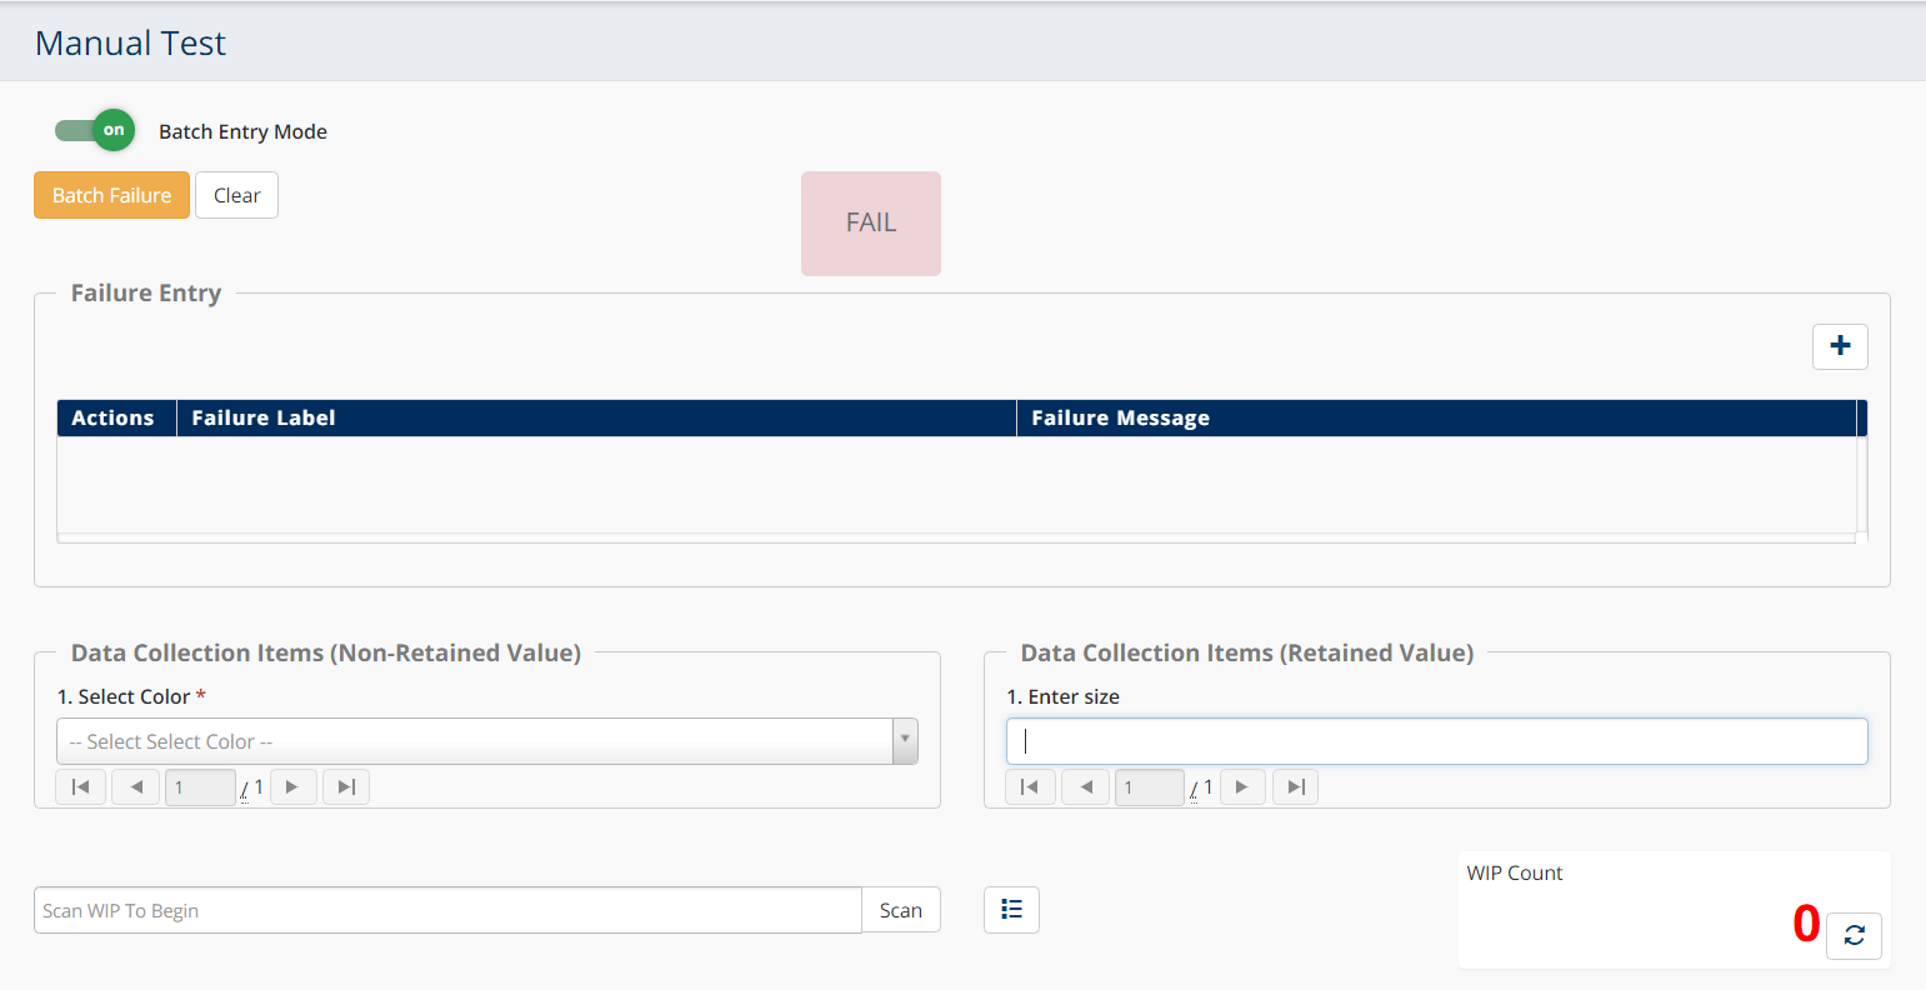 Manual Test
on
Batch Entry Mode
Batch Failure
Clear
FAIL
Failure Entry
Actions
Failure Label
Failure Message
Data Collection Items (Non-Retained Value)
1. Select Color *
-- Select Select Color --
1 / 1
Data Collection Items (Retained Value)
1. Enter size
1 / 1
Scan WIP To Begin
Scan
WIP Count
0